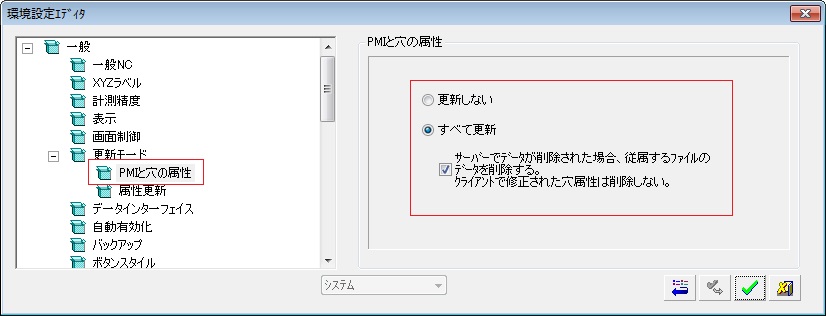 環境設定ｴﾃﾞｨﾀ
一般
一般NC
XYZラベル
計測精度
表示
画面制御
更新モード
PMIと穴の属性
属性更新
データインターフェイス
自動有効化
バックアップ
ボタンスタイル
PMIと穴の属性
更新しない
すべて更新
サーバーでデータが削除された場合、従属するファイルの
データを削除する。
クライアントで修正された穴属性は削除しない。
システム